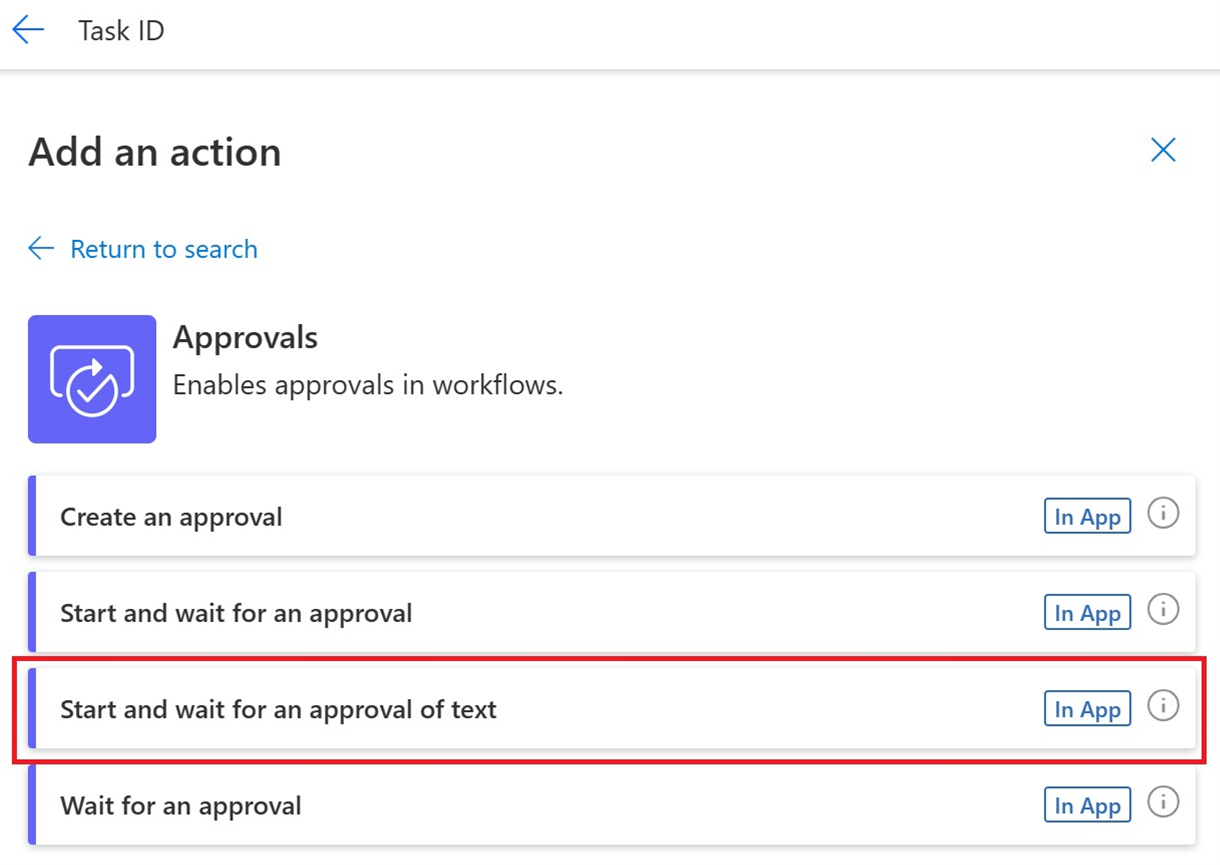 Task ID
Add an action
Return to search
Approvals
Enables approvals in workflows.
Create an approval In App
Start and wait for an approval In App
Start and wait for an approval of text In App
Wait for an approval In App